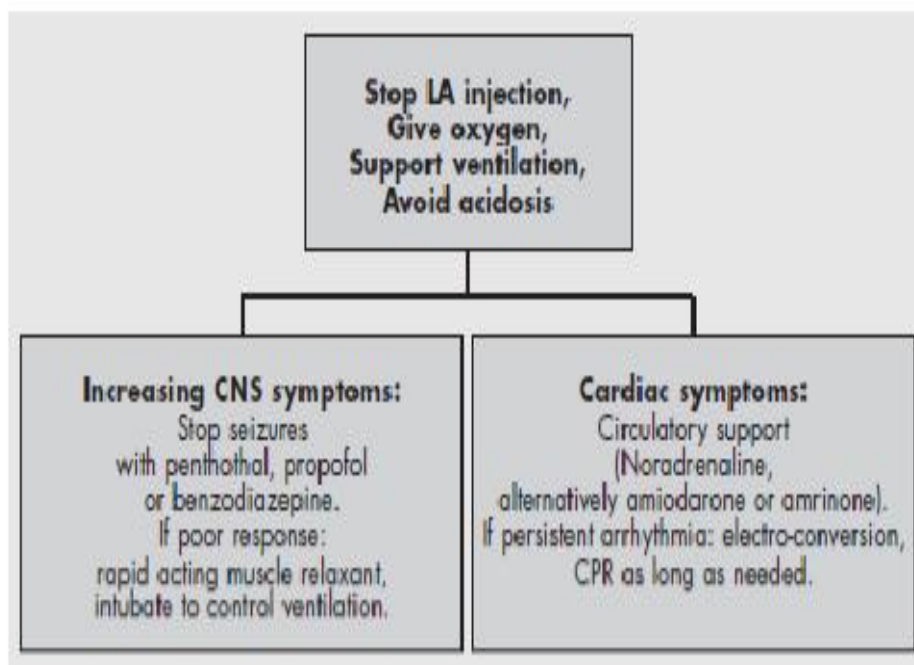 Stop LA injection,
Give oxygen,
Support ventilation,
Avoid acidosis
Increasing CNS symptoms:
Stop seizures
with penthothal, propofol
or benzodiazepine.
If poor response:
rapid acting muscle relaxant,
intubate to control ventilation.
Cardiac symptoms:
Circulatory support
(Noradrenaline,
alternatively amiodarone or amrinone).
If persistent arrhythmia: electro-conversion,
CPR as long as needed.